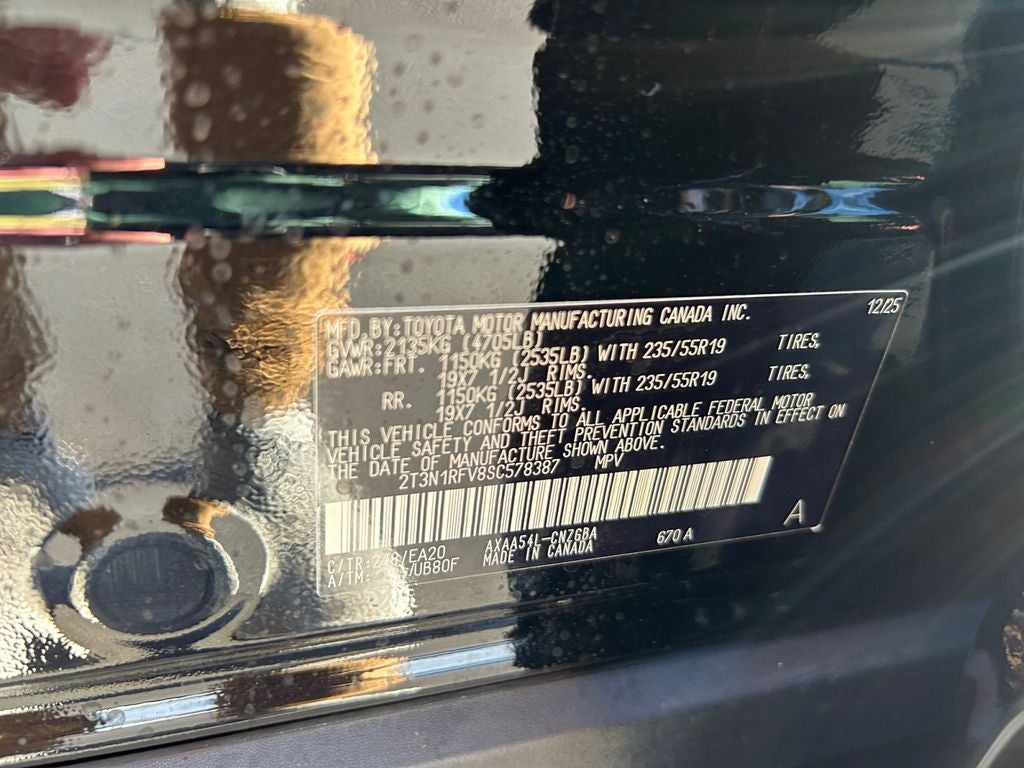 12/25
MFD. BY: TOYOTA MOTOR MANUFACTURING CANADA INC.
GVWR: 2135KG (4705LB)
GAWR: FRT. 1150KG (2535LB) WITH 235/55R19 TIRES,
19X7 1/2J RIMS.
RR. 1150KG (2535LB) WITH 235/55R19 TIRES,
19X7 1/2J RIMS.
THIS VEHICLE CONFORMS TO ALL APPLICABLE FEDERAL MOTOR
VEHICLE SAFETY AND THEFT PREVENTION STANDARDS IN EFFECT ON
THE DATE OF MANUFACTURE SHOWN ABOVE.
2T3N1RFV8SC578387 MPV
A
C/TR: 218/EA20 AXAA54L-CNZGBA 670 A
A/TM: /UB80F MADE IN CANADA